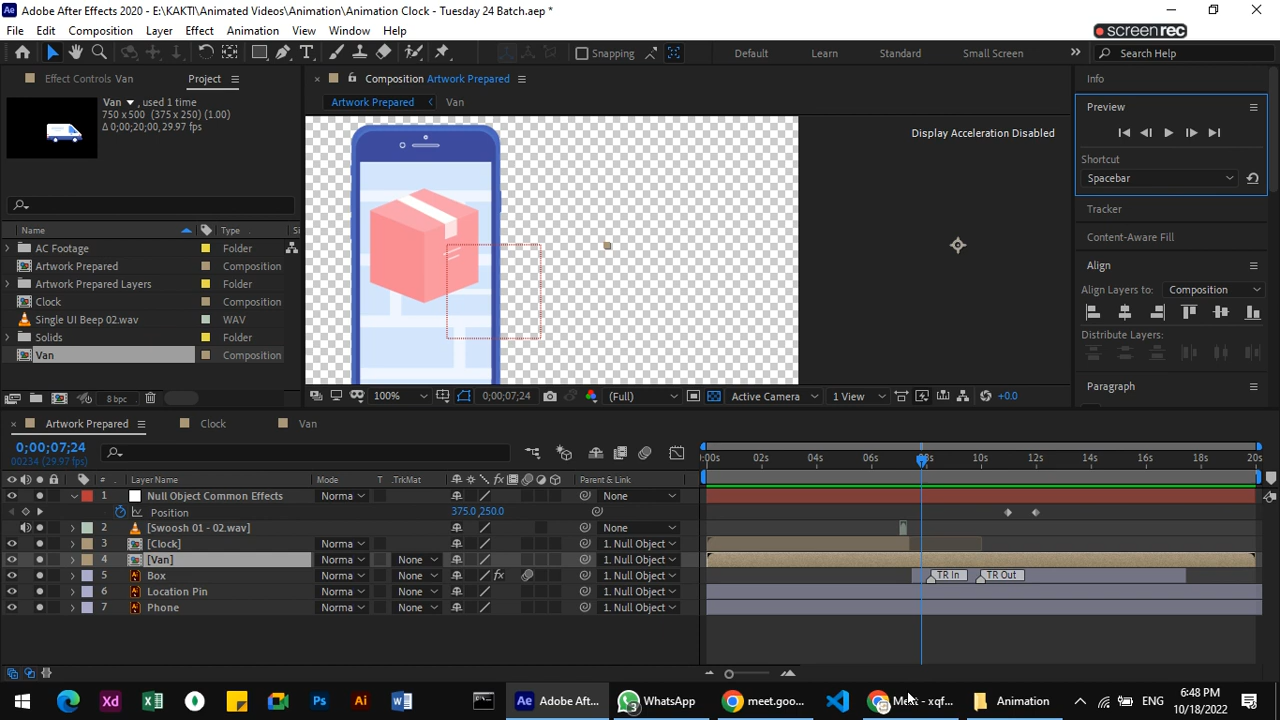 Adobe After Effects 2020 - E:\KAKTI\Animated Videos\Animation\Animation Clock - Tuesday 24 Batch.aep *
File Edit Composition Layer Effect Animation View Window Help
screenrec
Snapping Default Learn Standard Small Screen Search Help
Effect Controls Van Project
Composition Artwork Prepared
Info
Artwork Prepared Van
Van, used 1 time
750 x 500 (375 x 250) (1.00)
Δ 0;00;20;00, 29.97 fps
Preview
Display Acceleration Disabled
Shortcut
Spacebar
Tracker
Content-Aware Fill
Name Type Si
AC Footage Folder
Artwork Prepared Composition
Artwork Prepared Layers Folder
Clock Composition
Single UI Beep 02.wav WAV
Solids Folder
Van Composition
Align
Align Layers to: Composition
Distribute Layers:
Paragraph
8 bpc
100% 0;00;07;24 (Full) Active Camera 1 View +0.0
Artwork Prepared Clock Van
0;00;07;24
00234 (29.97 fps)
:00s 02s 04s 06s 08s 10s 12s 14s 16s 18s 20s
# Layer Name Mode T .TrkMat Parent & Link
1 Null Object Common Effects Norma None
Position 375.0,250.0
2 [Swoosh 01 - 02.wav] None
3 [Clock] Norma 1. Null Object
4 [Van] Norma None 1. Null Object
5 Box Norma None 1. Null Object TR In TR Out
6 Location Pin Norma None 1. Null Object
7 Phone Norma None 1. Null Object
Adobe Aft... WhatsApp 3 meet.goo... Meet - xqf... Animation ENG 6:48 PM
10/18/2022